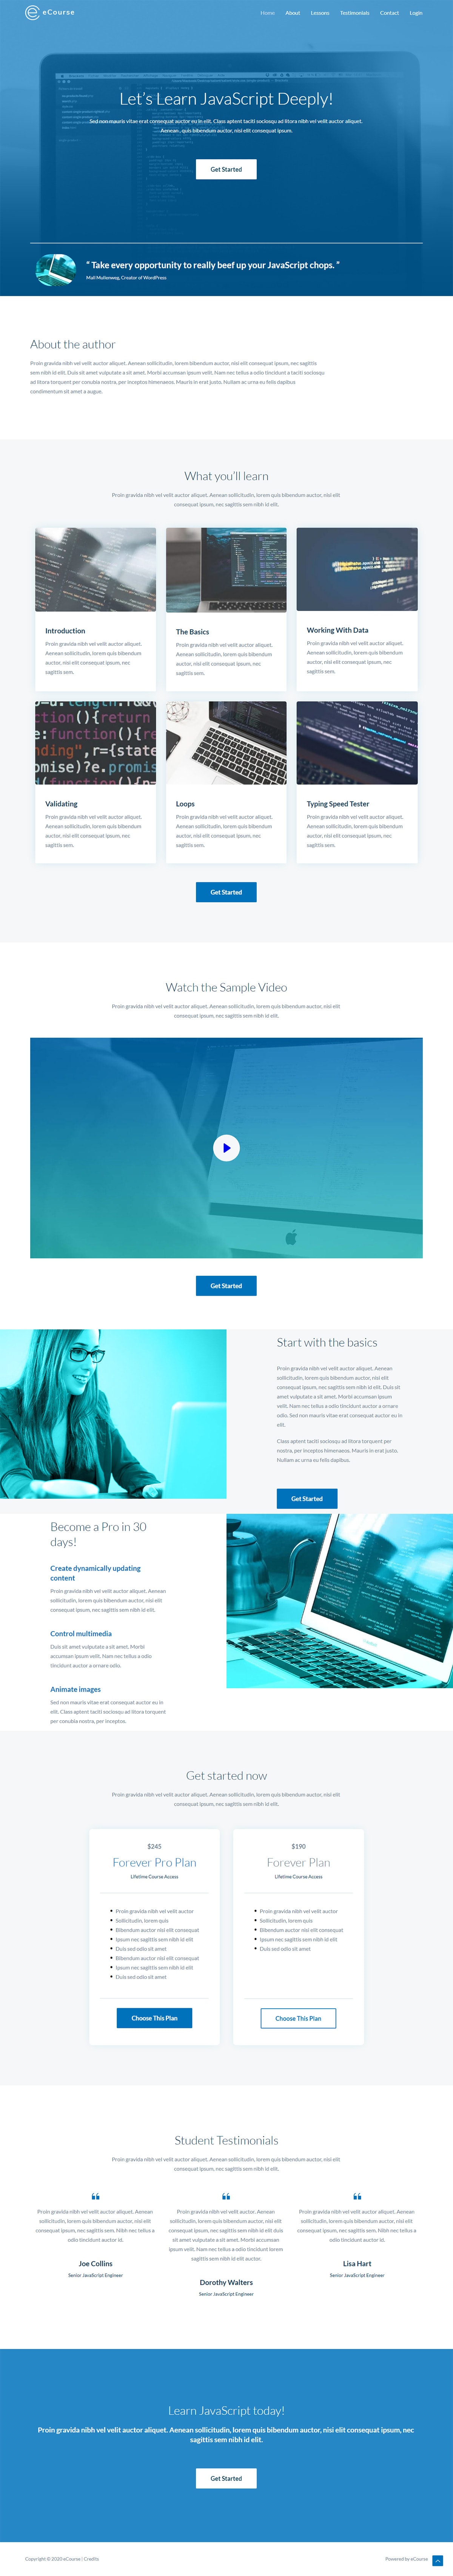 eCourse
Home About Lessons Testimonials Contact Login
Let's Learn JavaScript Deeply!
Sed non mauris vitae erat consequat auctor eu in elit. Class aptent taciti sociosqu ad litora torquent nibh vel velit auctor aliquet.
Aenean , quis bibendum auctor, nisi elit consequat ipsum.
Get Started
“ Take every opportunity to really beef up your JavaScript chops. “
Matt Mullenweg, Creator of WordPress
About the author
Proin gravida nibh vel velit auctor aliquet. Aenean sollicitudin, lorem bibendum auctor, nisi elit consequat ipsum, nec sagittis
sem nibh id elit. Duis sit amet vulputate a sit amet. Morbi accumsan ipsum velit. Nam nec tellus a odio tincidunt a taciti sociosqu
ad litora torquent per conubia nostra, per inceptos himenaeos. Mauris in erat justo. Nullam ac urna eu felis dapibus
condimentum sit amet a augue.
What you'll learn
Proin gravida nibh vel velit auctor aliquet. Aenean sollicitudin, lorem quis bibendum auctor, nisi elit
consequat ipsum, nec sagittis sem nibh id elit.
Introduction
Proin gravida nibh vel velit auctor aliquet.
Aenean sollicitudin, lorem quis bibendum
auctor, nisi elit consequat ipsum, nec
sagittis sem.
The Basics
Proin gravida nibh vel velit auctor aliquet.
Aenean sollicitudin, lorem quis bibendum
auctor, nisi elit consequat ipsum, nec
sagittis sem.
Working With Data
Proin gravida nibh vel velit auctor aliquet.
Aenean sollicitudin, lorem quis bibendum
auctor, nisi elit consequat ipsum, nec
sagittis sem.
Validating
Proin gravida nibh vel velit auctor aliquet.
Aenean sollicitudin, lorem quis bibendum
auctor, nisi elit consequat ipsum, nec
sagittis sem.
Loops
Proin gravida nibh vel velit auctor aliquet.
Aenean sollicitudin, lorem quis bibendum
auctor, nisi elit consequat ipsum, nec
sagittis sem.
Typing Speed Tester
Proin gravida nibh vel velit auctor aliquet.
Aenean sollicitudin, lorem quis bibendum
auctor, nisi elit consequat ipsum, nec
sagittis sem.
Get Started
Watch the Sample Video
Proin gravida nibh vel velit auctor aliquet. Aenean sollicitudin, lorem quis bibendum auctor, nisi elit
consequat ipsum, nec sagittis sem nibh id elit.
Get Started
Start with the basics
Proin gravida nibh vel velit auctor aliquet. Aenean
sollicitudin, lorem quis bibendum auctor, nisi elit
consequat ipsum, nec sagittis sem nibh id elit. Duis sit
amet vulputate a sit amet. Morbi accumsan ipsum
velit. Nam nec tellus a odio tincidunt auctor a ornare
odio. Sed non mauris vitae erat consequat auctor eu in
elit.
Class aptent taciti sociosqu ad litora torquent per
nostra, per inceptos himenaeos. Mauris in erat justo.
Nullam ac urna eu felis dapibus.
Get Started
Become a Pro in 30
days!
Create dynamically updating
content
Proin gravida nibh vel velit auctor aliquet. Aenean
sollicitudin, lorem quis bibendum auctor, nisi elit
consequat ipsum, nec sagittis sem nibh id elit.
Control multimedia
Duis sit amet vulputate a sit amet. Morbi
accumsan ipsum velit. Nam nec tellus a odio
tincidunt auctor a ornare odio.
Animate images
Sed non mauris vitae erat consequat auctor eu in
elit. Class aptent taciti sociosqu ad litora torquent
per conubia nostra, per inceptos.
Get started now
Proin gravida nibh vel velit auctor aliquet. Aenean sollicitudin, lorem quis bibendum auctor, nisi elit
consequat ipsum, nec sagittis sem nibh id elit.
$245
Forever Pro Plan
Lifetime Course Access
Proin gravida nibh vel velit auctor
Sollicitudin, lorem quis
Bibendum auctor nisi elit consequat
Ipsum nec sagittis sem nibh id elit
Duis sed odio sit amet
Bibendum auctor nisi elit consequat
Ipsum nec sagittis sem nibh id elit
Duis sed odio sit amet
Choose This Plan
$190
Forever Plan
Lifetime Course Access
Proin gravida nibh vel velit auctor
Sollicitudin, lorem quis
Bibendum auctor nisi elit consequat
Ipsum nec sagittis sem nibh id elit
Duis sed odio sit amet
Choose This Plan
Student Testimonials
Proin gravida nibh vel velit auctor aliquet. Aenean sollicitudin, lorem quis bibendum auctor, nisi elit
consequat ipsum, nec sagittis sem nibh id elit.
Proin gravida nibh vel velit auctor. Aenean
sollicitudin, lorem quis bibendum auctor, nisi elit
consequat ipsum, nec sagittis sem. Nibh nec tellus a
odio tincidunt auctor id.
Joe Collins
Senior JavaScript Engineer
Proin gravida nibh vel velit auctor. Aenean
sollicitudin, lorem quis bibendum auctor, nisi elit
consequat ipsum, nec sagittis sem nibh id elit duis
sit amet vulputate a sit amet. Morbi accumsan
ipsum velit. Nam nec tellus a odio tincidunt lorem
sagittis sem nibh id elit auctor.
Dorothy Walters
Senior JavaScript Engineer
Proin gravida nibh vel velit auctor. Aenean
sollicitudin, lorem quis bibendum auctor, nisi elit
consequat ipsum, nec sagittis sem. Nibh nec tellus a
odio tincidunt auctor id.
Lisa Hart
Senior JavaScript Engineer
Learn JavaScript today!
Proin gravida nibh vel velit auctor aliquet. Aenean sollicitudin, lorem quis bibendum auctor, nisi elit consequat ipsum, nec
sagittis sem nibh id elit.
Get Started
Copyright © 2020 eCourse | Credits
Powered by eCourse